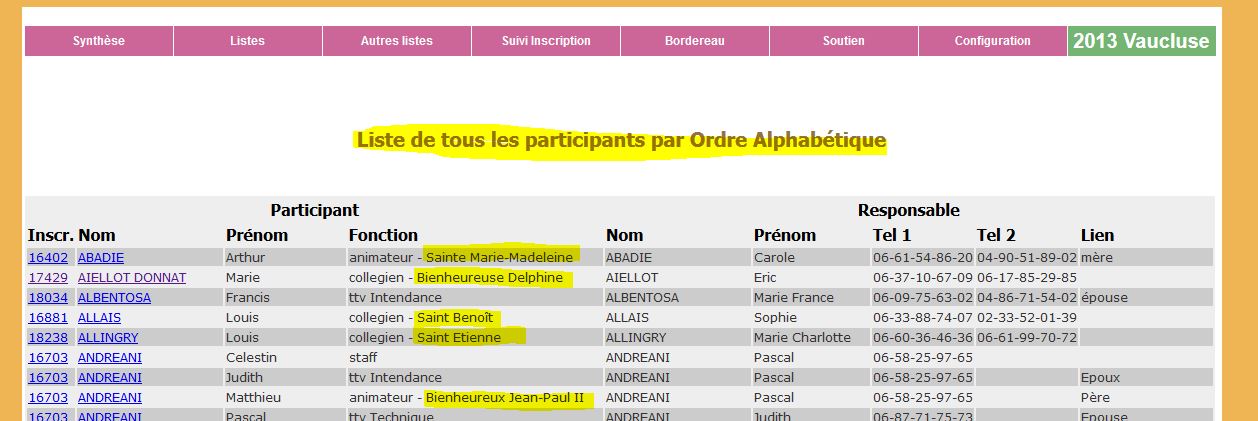 Synthèse Listes Autres listes Suivi Inscription Bordereau Soutien Configuration 2013 Vaucluse
Liste de tous les participants par Ordre Alphabétique
Participant Responsable
Inscr. Nom Prénom Fonction Nom Prénom Tel 1 Tel 2 Lien
16402 ABADIE Arthur animateur - Sainte Marie-Madeleine ABADIE Carole 06-61-54-86-20 04-90-51-89-02 mère
17429 AIELLOT DONNAT Marie collegien - Bienheureuse Delphine AIELLOT Eric 06-37-10-67-09 06-17-85-29-85
18034 ALBENTOSA Francis ttv Intendance ALBENTOSA Marie France 06-09-75-63-02 04-86-71-54-02 épouse
16881 ALLAIS Louis collegien - Saint Benoît ALLAIS Sophie 06-33-88-74-07 02-33-52-01-39
18238 ALLINGRY Louis collegien - Saint Etienne ALLINGRY Marie Charlotte 06-60-36-46-36 06-61-99-70-72
16703 ANDREANI Celestin staff ANDREANI Pascal 06-58-25-97-65
16703 ANDREANI Judith ttv Intendance ANDREANI Pascal 06-58-25-97-65 Epoux
16703 ANDREANI Matthieu animateur - Bienheureux Jean-Paul II ANDREANI Pascal 06-58-25-97-65 Père
16703 ANDREANI Pascal ttv Technique ANDREANI Judith 06-87-71-75-73 Epouse